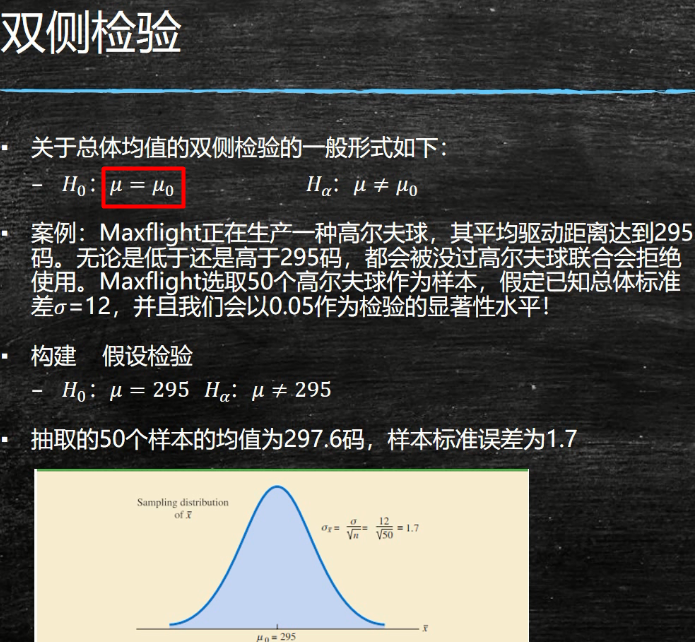 双侧检验
▪ 关于总体均值的双侧检验的一般形式如下：
– H₀：μ = μ₀ Hα：μ ≠ μ₀
▪ 案例：Maxflight正在生产一种高尔夫球，其平均驱动距离达到295
码。无论是低于还是高于295码，都会被没过高尔夫球联合会拒绝
使用。Maxflight选取50个高尔夫球作为样本，假定已知总体标准
差σ=12，并且我们会以0.05作为检验的显著性水平！
▪ 构建 假设检验
– H₀：μ = 295 Hα：μ ≠ 295
▪ 抽取的50个样本的均值为297.6码，样本标准误差为1.7
Sampling distribution
of x̅
σx̅ = σ/√n = 12/√50 = 1.7
x̅
μ₀ = 295